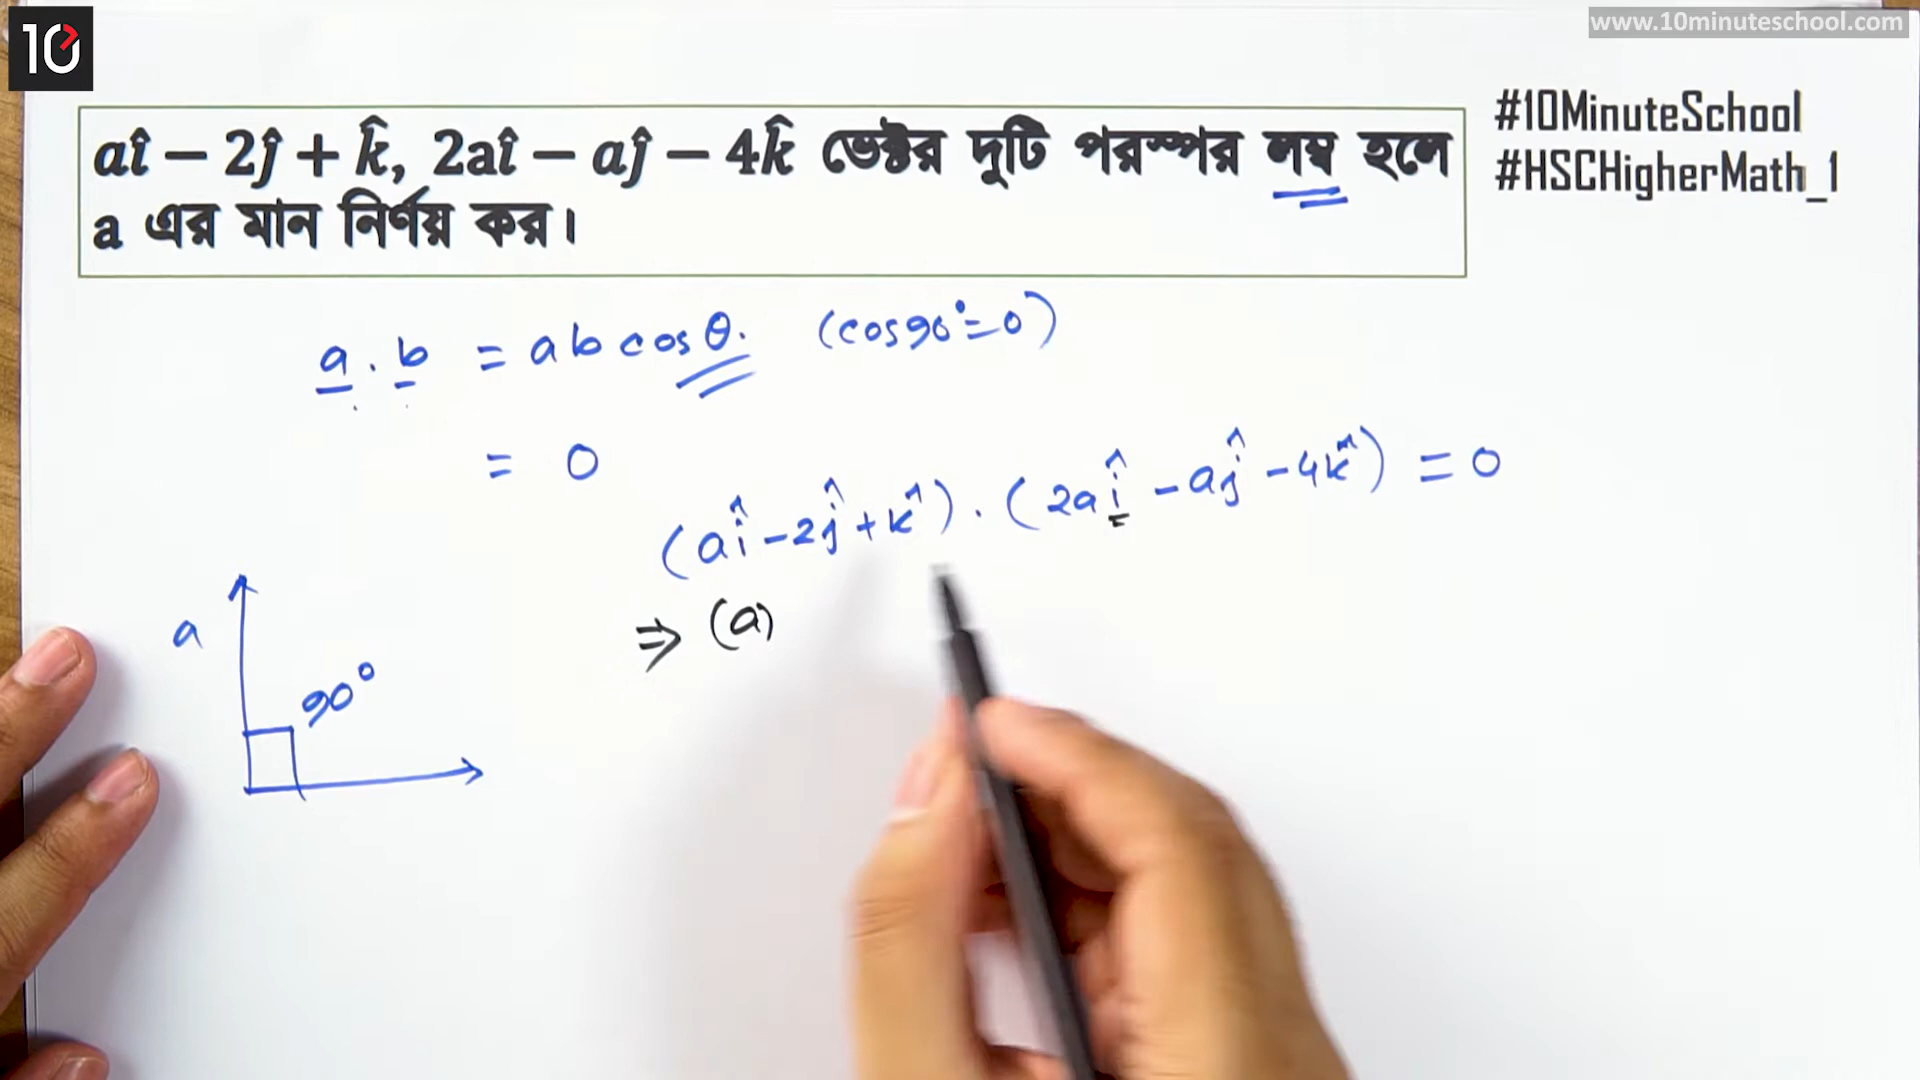 10
www.10minuteschool.com
#10MinuteSchool
#HSCHigherMath_1
aî − 2ĵ + k̂, 2aî − aĵ − 4k̂ ভেক্টর দুটি পরস্পর লম্ব হলে
a এর মান নির্ণয় কর।
a . b = ab cos θ. (cos90° = 0)
= 0
(aî − 2ĵ + k̂) . (2aî − aĵ − 4k̂) = 0
⇒ (a)
a
90°